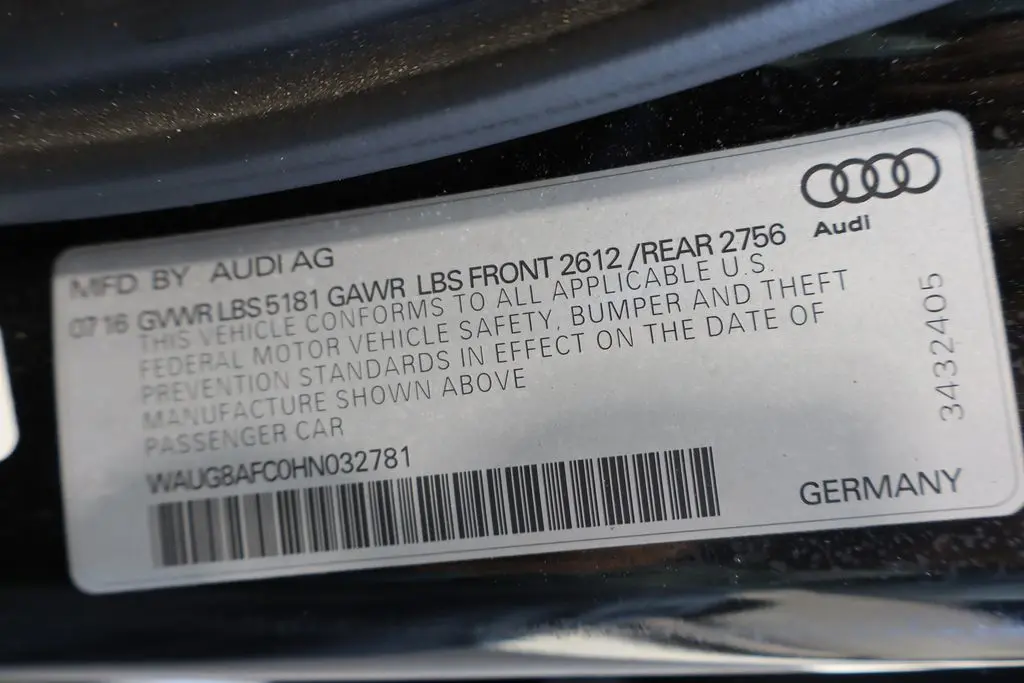 Audi
MFD BY AUDI AG
07 16 GVWR LBS 5181 GAWR LBS FRONT 2612 / REAR 2756
THIS VEHICLE CONFORMS TO ALL APPLICABLE U.S.
FEDERAL MOTOR VEHICLE SAFETY, BUMPER AND THEFT
PREVENTION STANDARDS IN EFFECT ON THE DATE OF
MANUFACTURE SHOWN ABOVE
PASSENGER CAR
WAUG8AFC0HN032781
GERMANY
3432405